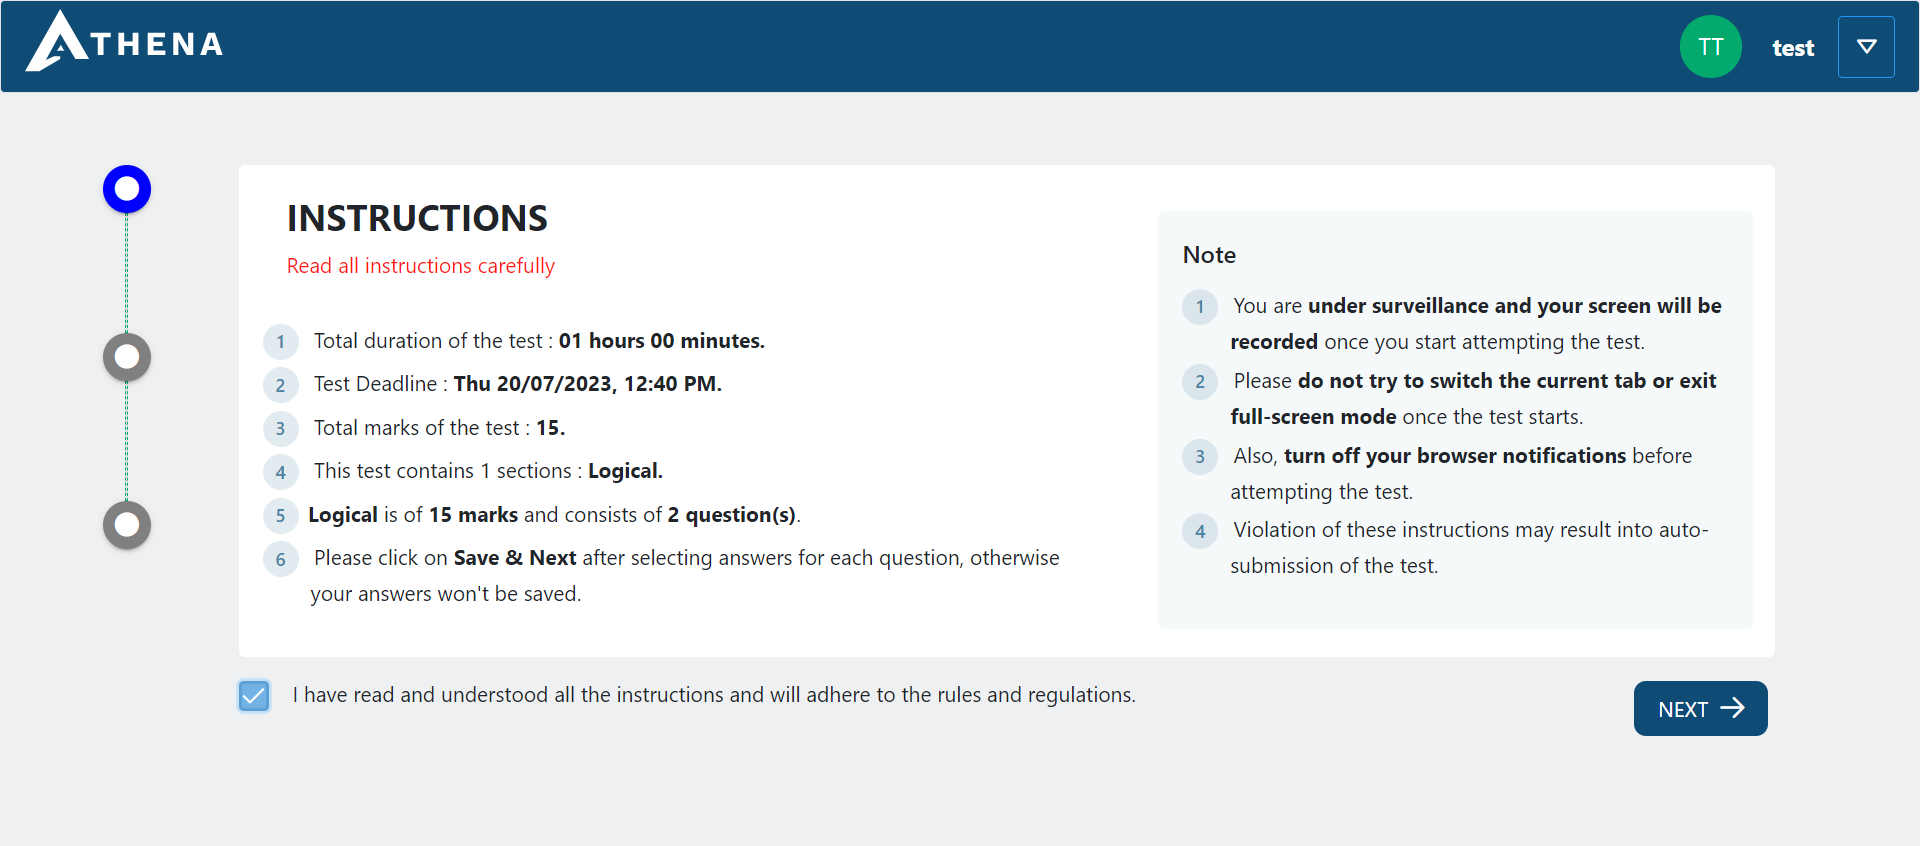 ATHENA
TT
test
INSTRUCTIONS
Read all instructions carefully
1 Total duration of the test : 01 hours 00 minutes.
2 Test Deadline : Thu 20/07/2023, 12:40 PM.
3 Total marks of the test : 15.
4 This test contains 1 sections : Logical.
5 Logical is of 15 marks and consists of 2 question(s).
6 Please click on Save & Next after selecting answers for each question, otherwise
your answers won't be saved.
Note
1 You are under surveillance and your screen will be
recorded once you start attempting the test.
2 Please do not try to switch the current tab or exit
full-screen mode once the test starts.
3 Also, turn off your browser notifications before
attempting the test.
4 Violation of these instructions may result into auto-
submission of the test.
I have read and understood all the instructions and will adhere to the rules and regulations.
NEXT